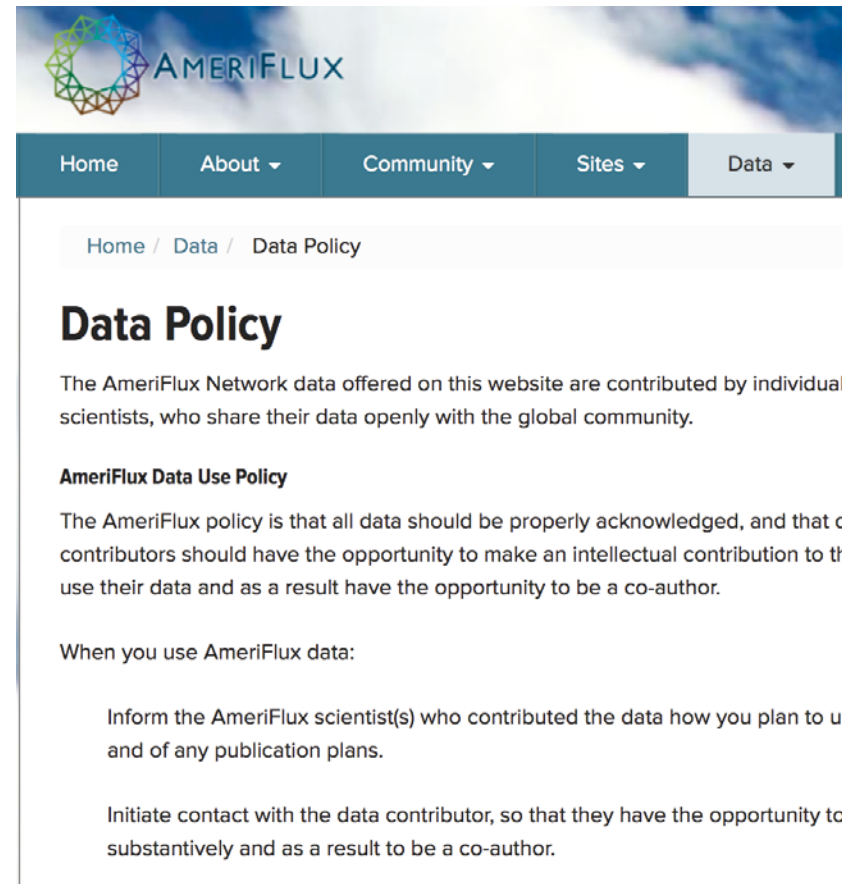 AMERIFLUX
Home About Community Sites Data
Home / Data / Data Policy
Data Policy
The AmeriFlux Network data offered on this website are contributed by individual
scientists, who share their data openly with the global community.
AmeriFlux Data Use Policy
The AmeriFlux policy is that all data should be properly acknowledged, and that
contributors should have the opportunity to make an intellectual contribution to
use their data and as a result have the opportunity to be a co-author.
When you use AmeriFlux data:
Inform the AmeriFlux scientist(s) who contributed the data how you plan to
and of any publication plans.
Initiate contact with the data contributor, so that they have the opportunity to
substantively and as a result to be a co-author.